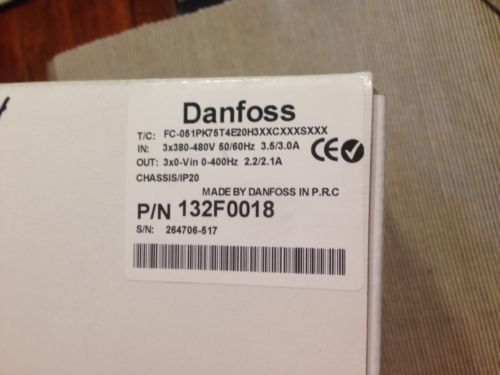 Danfoss
T/C: FC-051PK75T4E20H3XXCXXXSXXX
IN: 3x380-480V 50/60Hz 3.5/3.0A
OUT: 3x0-Vin 0-400Hz 2.2/2.1A
CHASSIS/IP20
CE
MADE BY DANFOSS IN P.R.C
P/N 132F0018
S/N: 264706-517